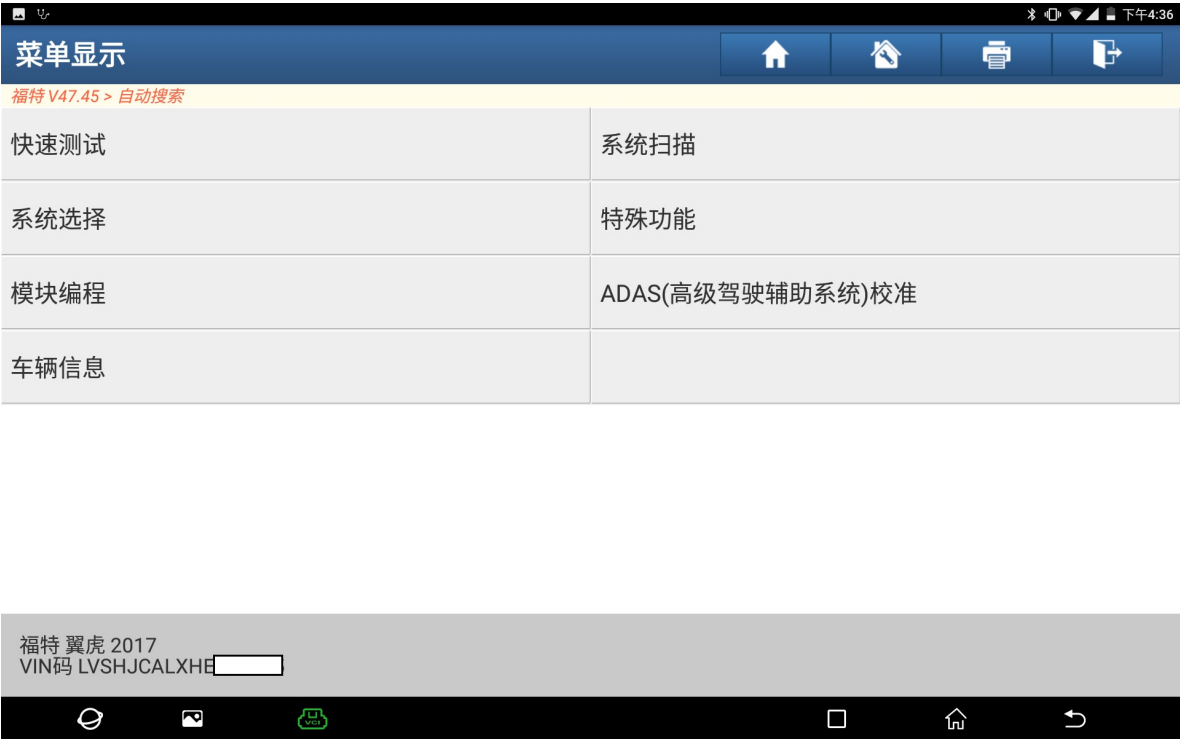 下午4:36
菜单显示
福特 V47.45 > 自动搜索
快速测试
系统扫描
系统选择
特殊功能
模块编程
ADAS(高级驾驶辅助系统)校准
车辆信息
福特 翼虎 2017
VIN码 LVSHJCALXHE
VCI